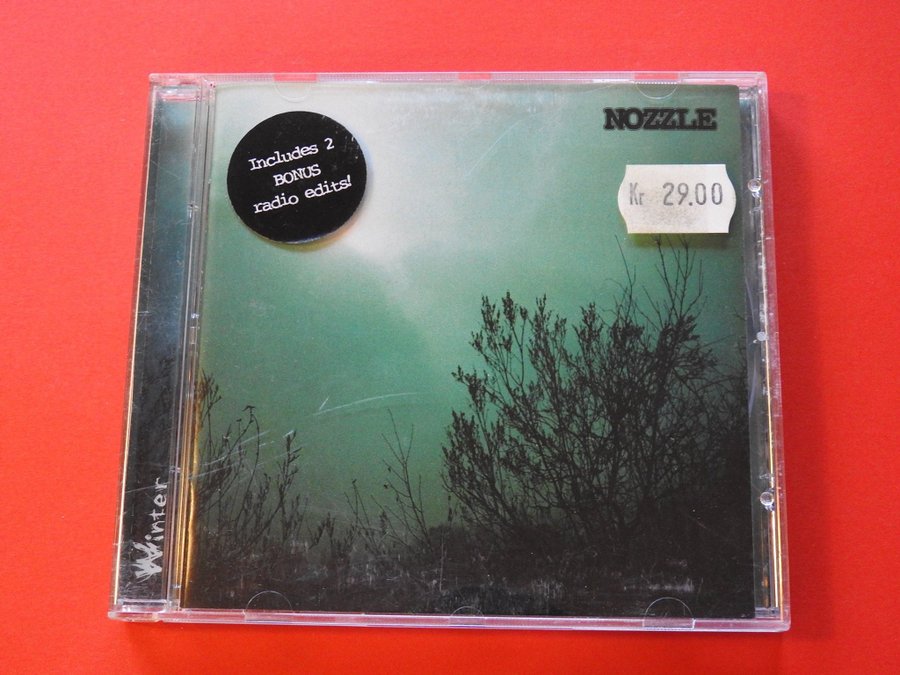 NOZZLE
Includes 2
BONUS
radio edits!
Kr 29.00
Winter